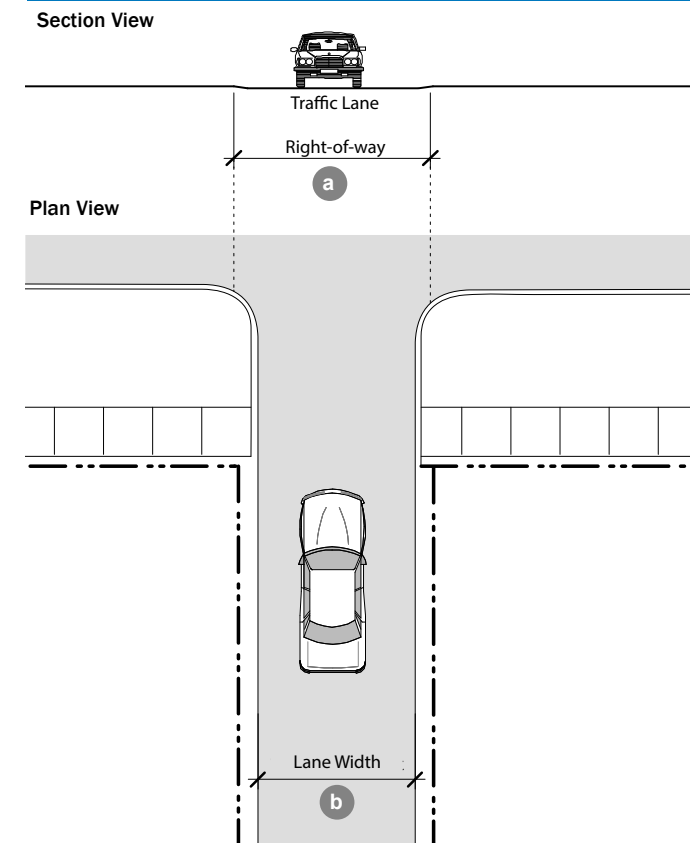 Section View
Traffic Lane
Right-of-way
a
Plan View
Lane Width
b